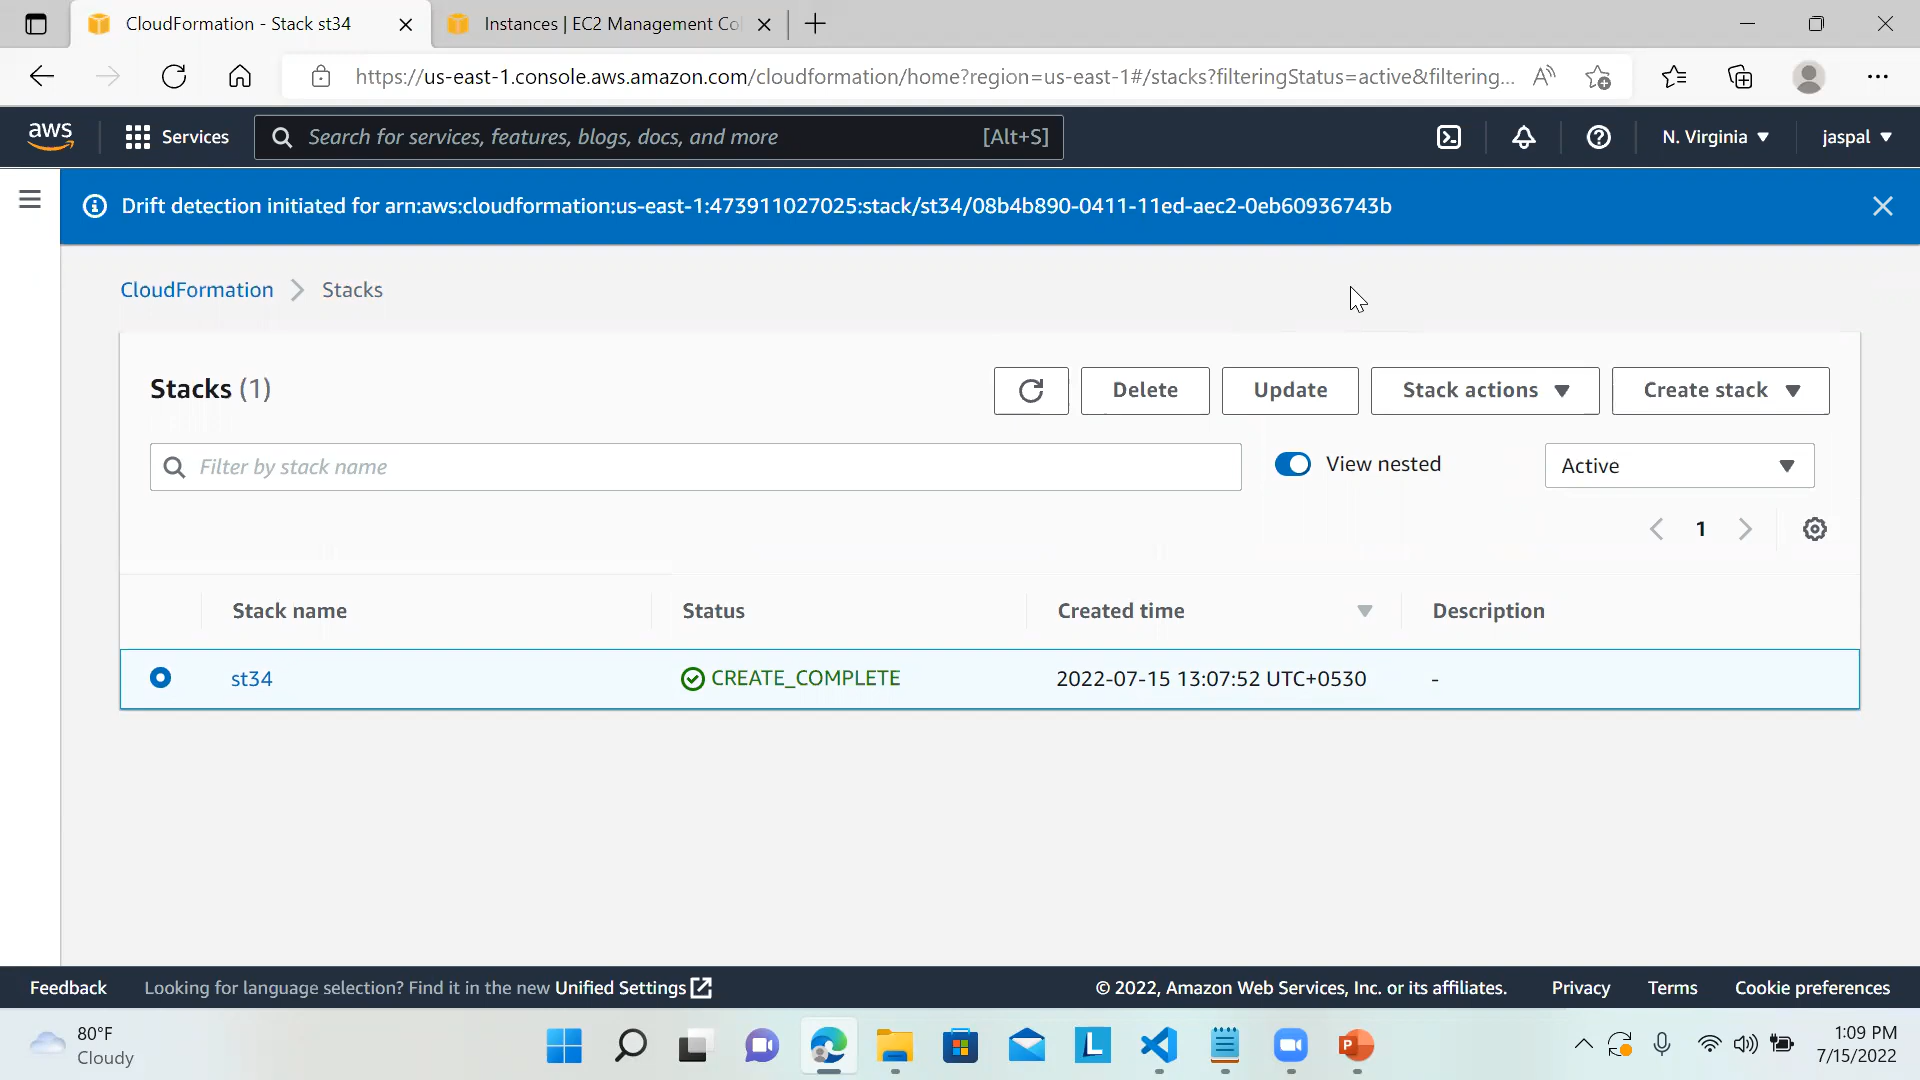 CloudFormation - Stack st34
Instances | EC2 Management Co
https://us-east-1.console.aws.amazon.com/cloudformation/home?region=us-east-1#/stacks?filteringStatus=active&filtering...
aws
Services
Search for services, features, blogs, docs, and more
[Alt+S]
N. Virginia
jaspal
Drift detection initiated for arn:aws:cloudformation:us-east-1:473911027025:stack/st34/08b4b890-0411-11ed-aec2-0eb60936743b
CloudFormation
Stacks
Stacks (1)
Delete
Update
Stack actions
Create stack
Filter by stack name
View nested
Active
1
Stack name
Status
Created time
Description
st34
CREATE_COMPLETE
2022-07-15 13:07:52 UTC+0530
-
Feedback
Looking for language selection? Find it in the new Unified Settings
© 2022, Amazon Web Services, Inc. or its affiliates.
Privacy
Terms
Cookie preferences
80°F
Cloudy
1:09 PM
7/15/2022